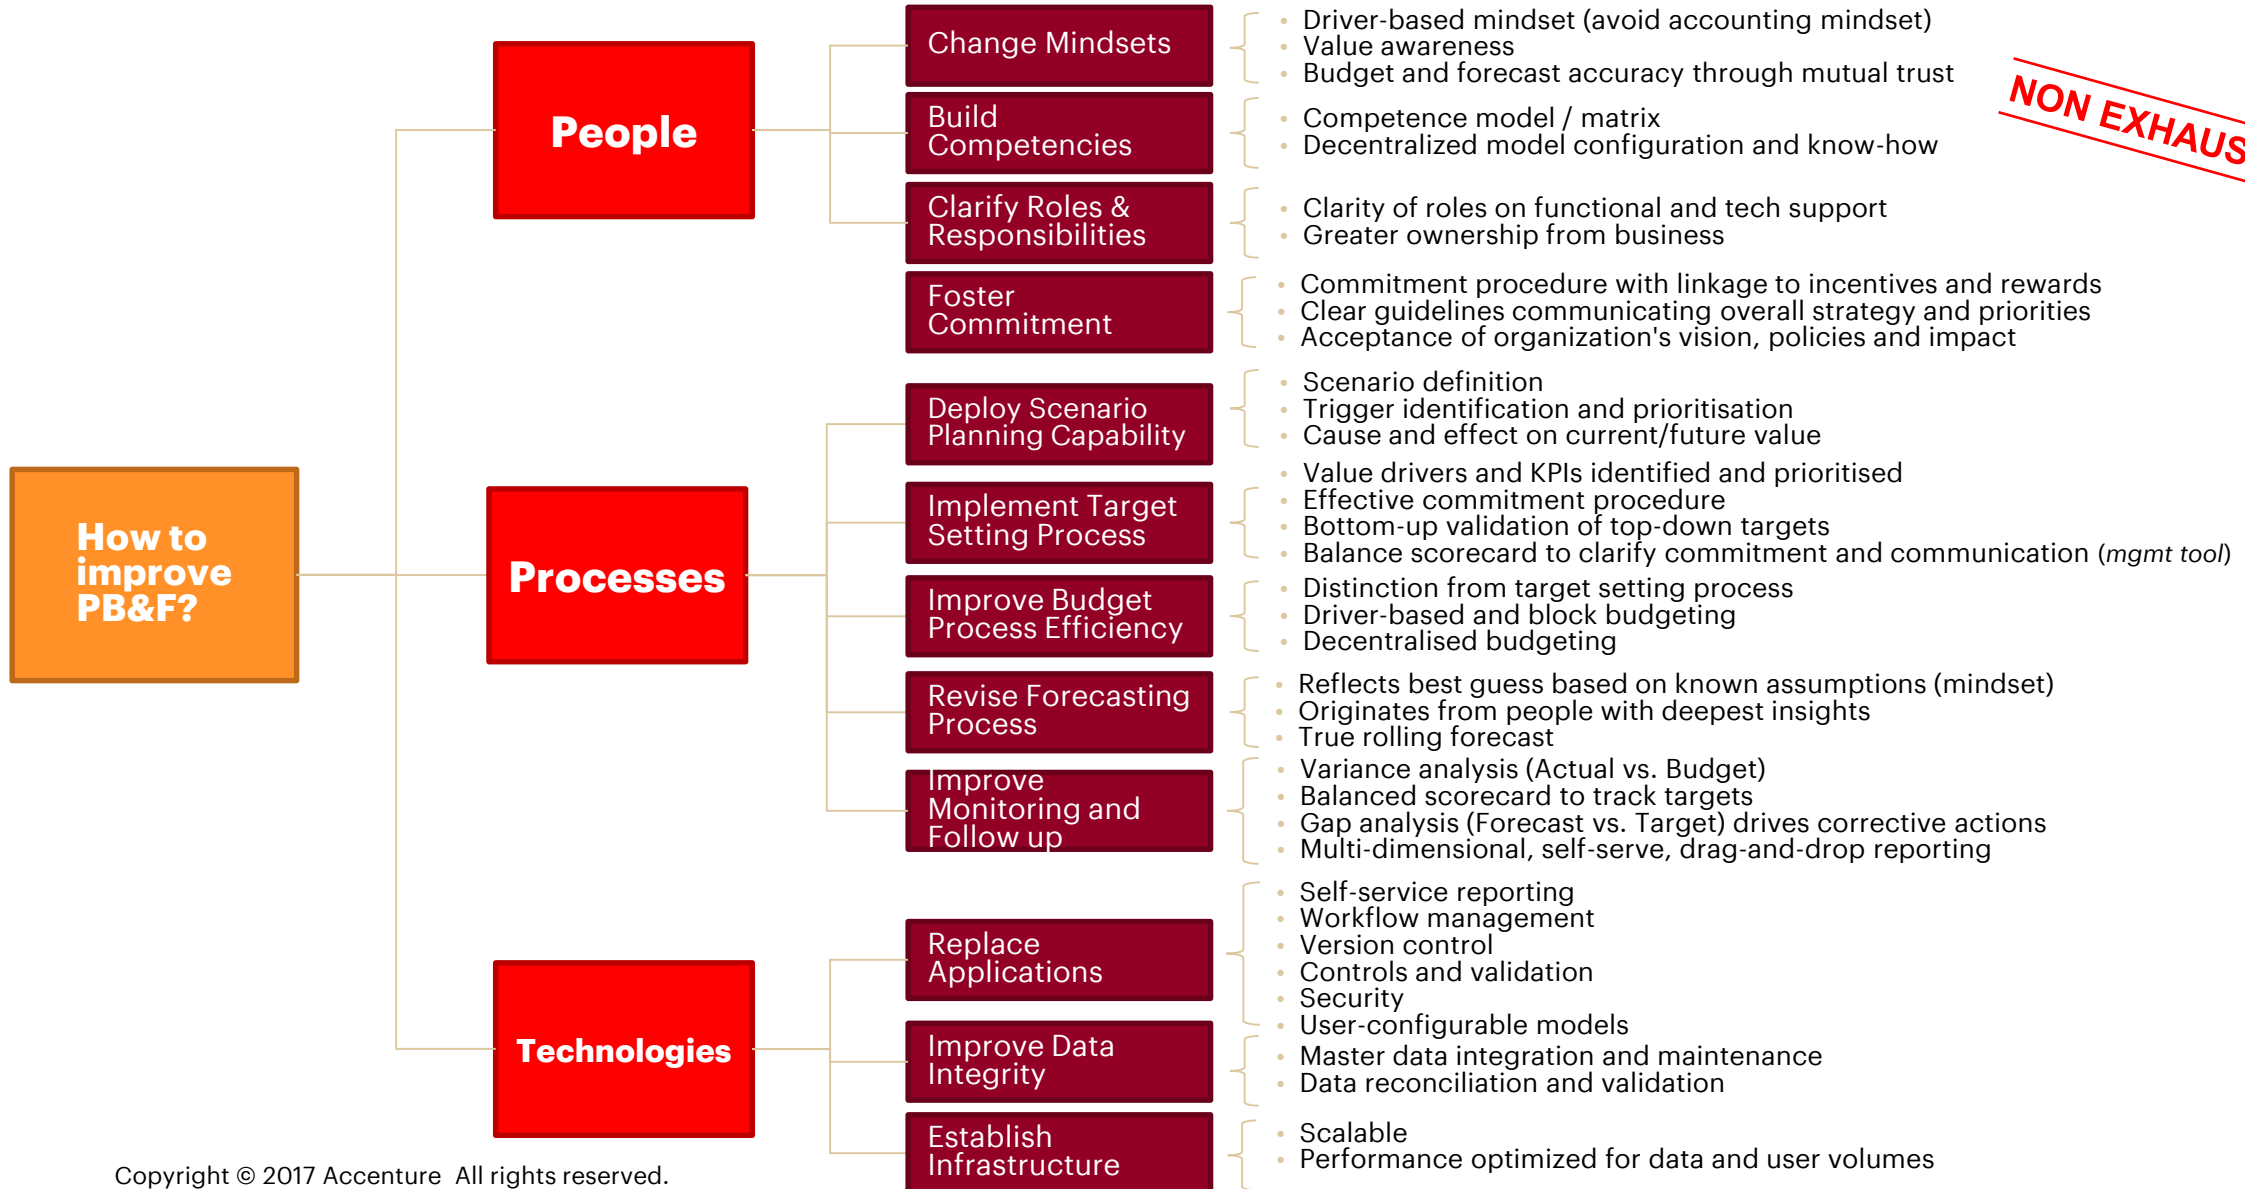 How to
improve
PB&F?
People
Change Mindsets
Driver-based mindset (avoid accounting mindset)
Value awareness
Budget and forecast accuracy through mutual trust
NON EXHAUS
Build
Competencies
Competence model / matrix
Decentralized model configuration and know-how
Clarify Roles &
Responsibilities
Clarity of roles on functional and tech support
Greater ownership from business
Foster
Commitment
Commitment procedure with linkage to incentives and rewards
Clear guidelines communicating overall strategy and priorities
Acceptance of organization's vision, policies and impact
Processes
Deploy Scenario
Planning Capability
Scenario definition
Trigger identification and prioritisation
Cause and effect on current/future value
Implement Target
Setting Process
Value drivers and KPIs identified and prioritised
Effective commitment procedure
Bottom-up validation of top-down targets
Balance scorecard to clarify commitment and communication (mgmt tool)
Improve Budget
Process Efficiency
Distinction from target setting process
Driver-based and block budgeting
Decentralised budgeting
Revise Forecasting
Process
Reflects best guess based on known assumptions (mindset)
Originates from people with deepest insights
True rolling forecast
Improve
Monitoring and
Follow up
Variance analysis (Actual vs. Budget)
Balanced scorecard to track targets
Gap analysis (Forecast vs. Target) drives corrective actions
Multi-dimensional, self-serve, drag-and-drop reporting
Technologies
Replace
Applications
Self-service reporting
Workflow management
Version control
Controls and validation
Security
User-configurable models
Improve Data
Integrity
Master data integration and maintenance
Data reconciliation and validation
Establish
Infrastructure
Scalable
Performance optimized for data and user volumes
Copyright © 2017 Accenture All rights reserved.